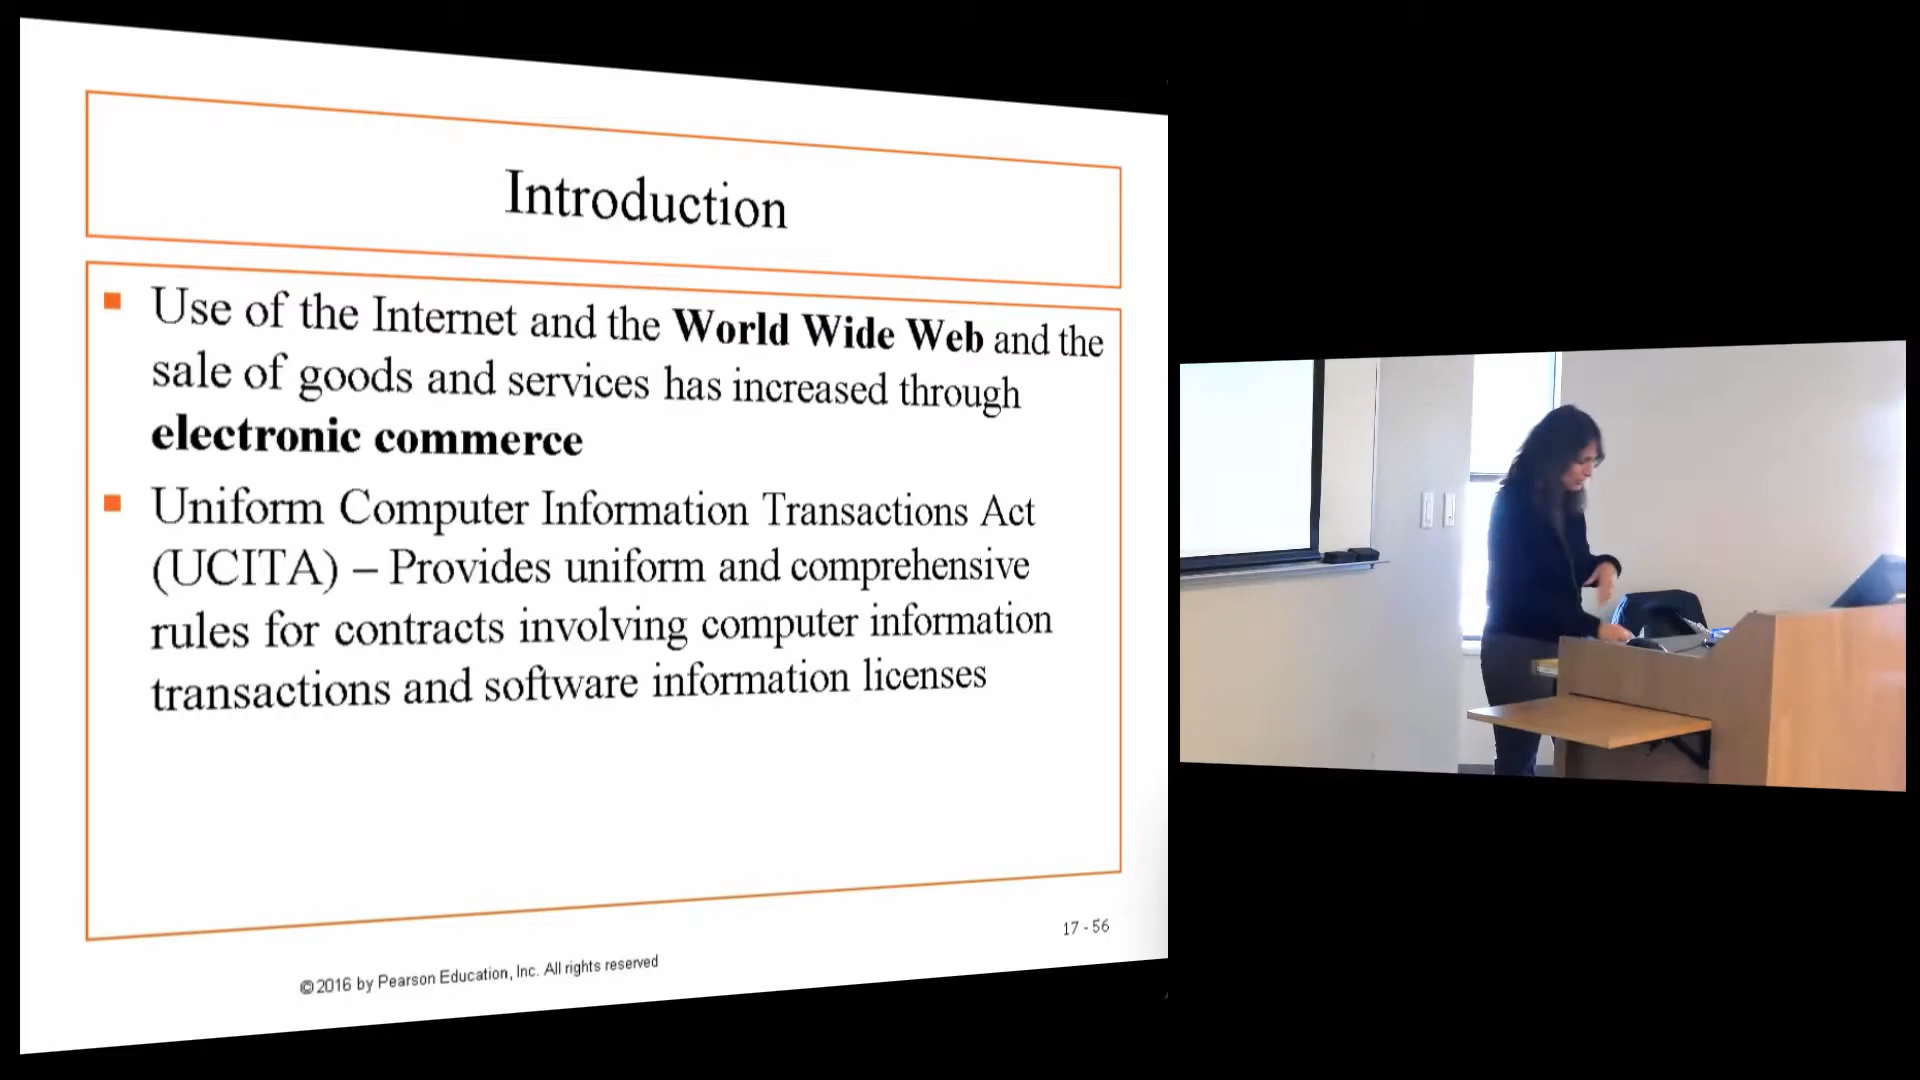 Introduction
Use of the Internet and the World Wide Web and the
sale of goods and services has increased through
electronic commerce
Uniform Computer Information Transactions Act
(UCITA) – Provides uniform and comprehensive
rules for contracts involving computer information
transactions and software information licenses
17 - 56
©2016 by Pearson Education, Inc. All rights reserved